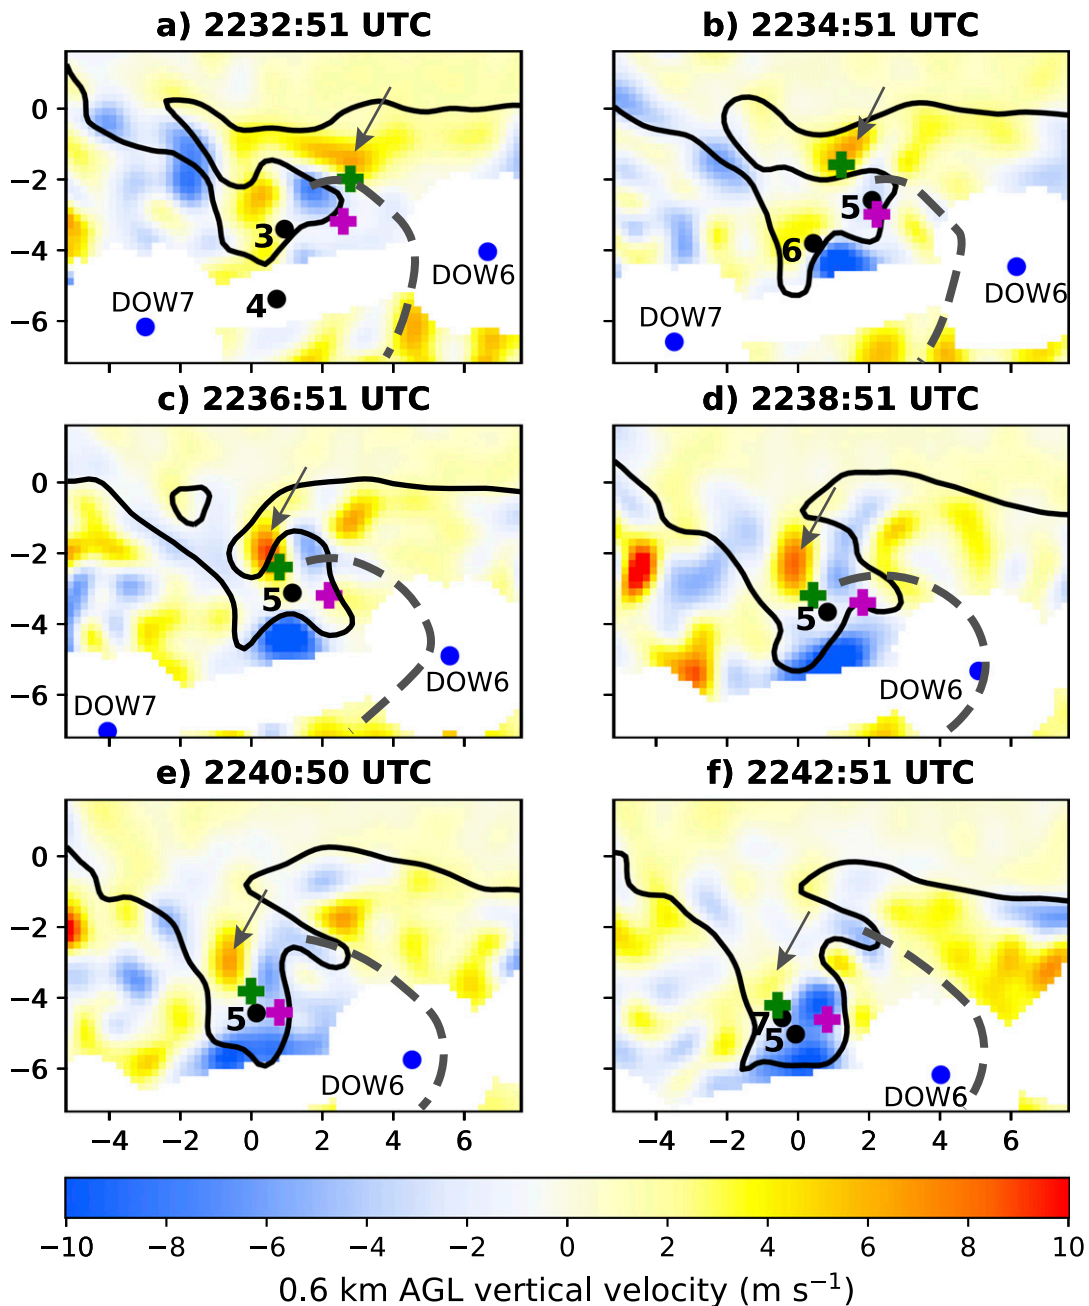 a) 2232:51 UTC
b) 2234:51 UTC
0
−2
−4
−6
3
4
DOW7
DOW6
5
6
DOW7
DOW6
c) 2236:51 UTC
d) 2238:51 UTC
0
−2
−4
−6
5
DOW7
DOW6
5
DOW6
e) 2240:50 UTC
f) 2242:51 UTC
0
−2
−4
−6
5
DOW6
7
5
DOW6
−4 −2 0 2 4 6
−4 −2 0 2 4 6
−10 −8 −6 −4 −2 0 2 4 6 8 10
0.6 km AGL vertical velocity (m s⁻¹)